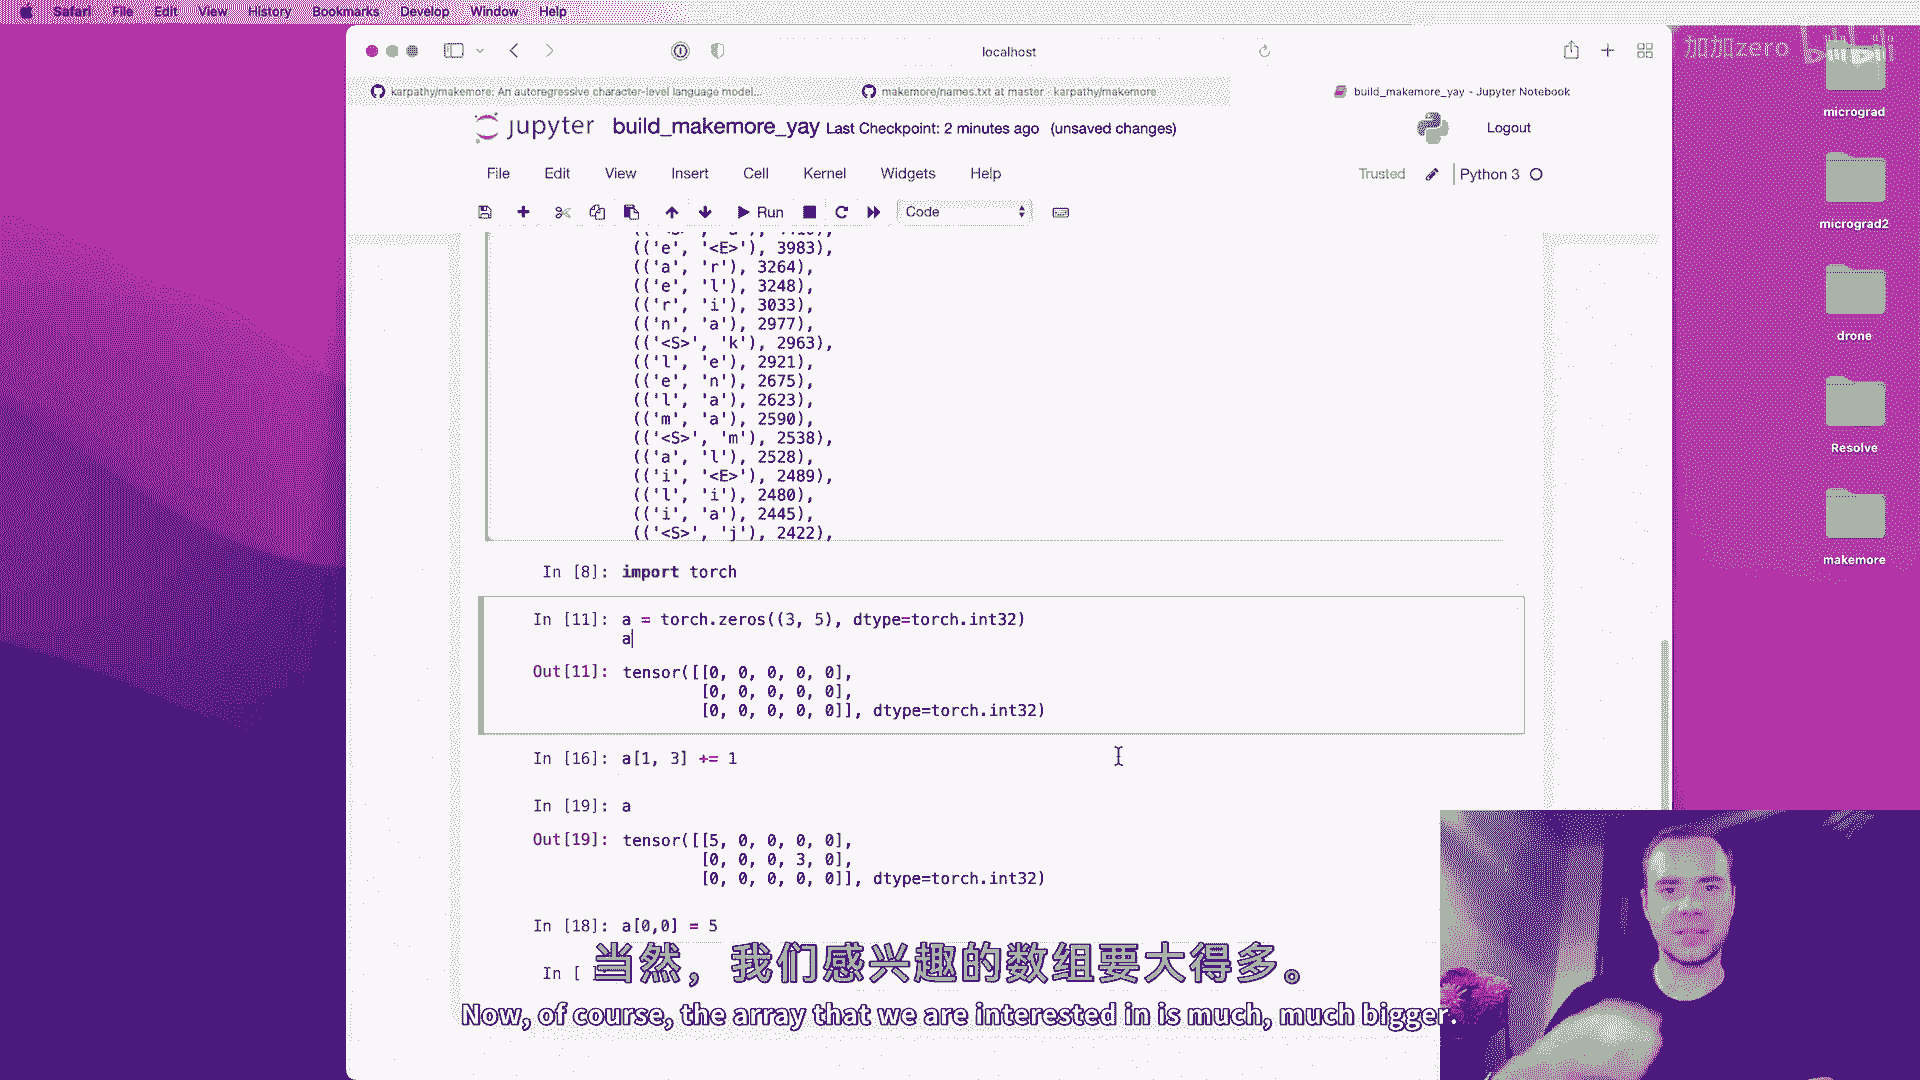 Safari File Edit View History Bookmarks Develop Window Help
localhost
加加zero bilibili
karpathy/makemore: An autoregressive character-level language model...
makemore/names.txt at master · karpathy/makemore
build_makemore_yay - Jupyter Notebook
jupyter build_makemore_yay Last Checkpoint: 2 minutes ago (unsaved changes)
Logout
File Edit View Insert Cell Kernel Widgets Help
Trusted Python 3
Run Code
(('e', '<E>'), 3983),
(('a', 'r'), 3264),
(('e', 'l'), 3248),
(('r', 'i'), 3033),
(('n', 'a'), 2977),
(('<S>', 'k'), 2963),
(('l', 'e'), 2921),
(('e', 'n'), 2675),
(('l', 'a'), 2623),
(('m', 'a'), 2590),
(('<S>', 'm'), 2538),
(('a', 'l'), 2528),
(('i', '<E>'), 2489),
(('l', 'i'), 2480),
(('i', 'a'), 2445),
(('<S>', 'j'), 2422),
In [8]: import torch
In [11]: a = torch.zeros((3, 5), dtype=torch.int32)
a
Out[11]: tensor([[0, 0, 0, 0, 0],
[0, 0, 0, 0, 0],
[0, 0, 0, 0, 0]], dtype=torch.int32)
In [16]: a[1, 3] += 1
In [19]: a
Out[19]: tensor([[5, 0, 0, 0, 0],
[0, 0, 0, 3, 0],
[0, 0, 0, 0, 0]], dtype=torch.int32)
In [18]: a[0,0] = 5
In [
当然，我们感兴趣的数组要大得多。
Now, of course, the array that we are interested in is much, much bigger.
micrograd
micrograd2
drone
Resolve
makemore